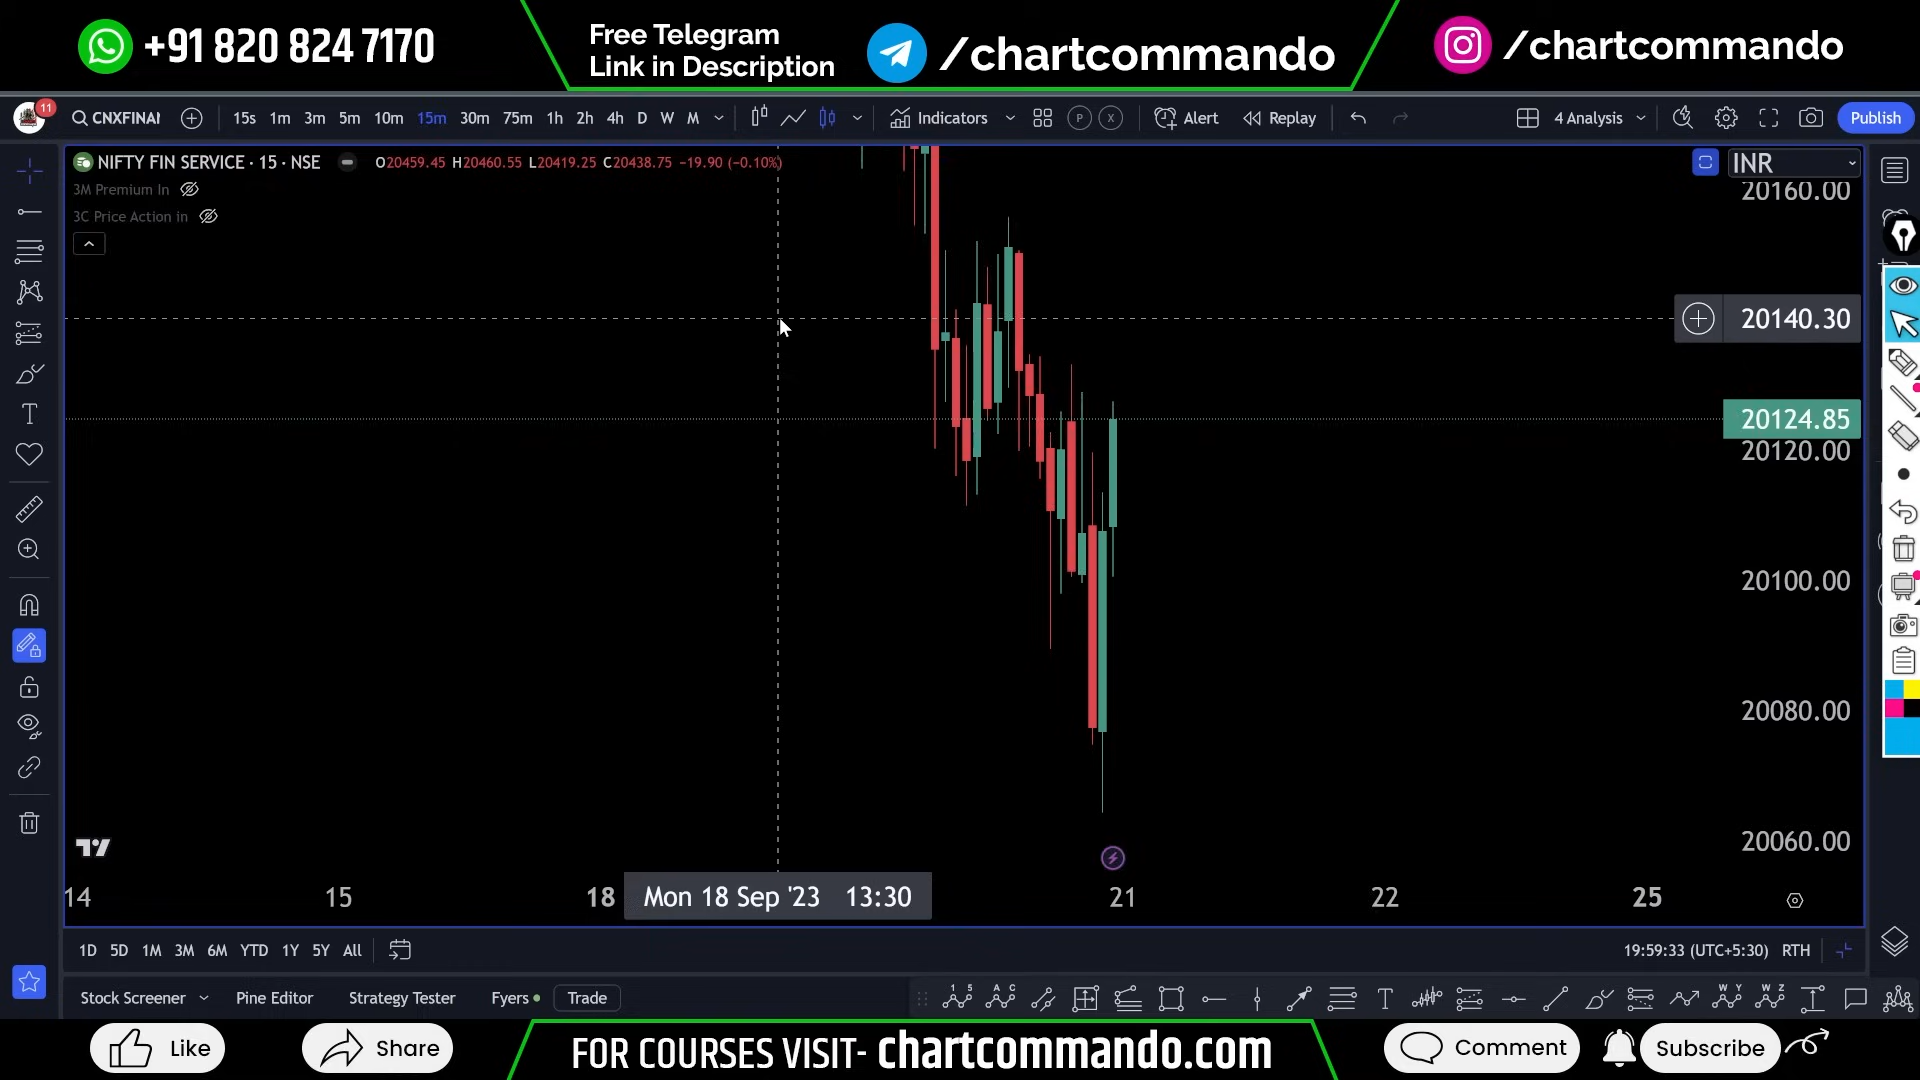 +91 820 824 7170
Free Telegram
Link in Description
/chartcommando
/chartcommando
11
CNXFINAI
15s 1m 3m 5m 10m 15m 30m 75m 1h 2h 4h D W M
Indicators
P X
Alert
Replay
4 Analysis
Publish
NIFTY FIN SERVICE · 15 · NSE
O20459.45 H20460.55 L20419.25 C20438.75 −19.90 (−0.10%)
INR
3M Premium In
3C Price Action in
20160.00
20140.30
20124.85
20120.00
20100.00
20080.00
20060.00
14 15 18 Mon 18 Sep '23 13:30 21 22 25
1D 5D 1M 3M 6M YTD 1Y 5Y All
19:59:33 (UTC+5:30) RTH
Stock Screener Pine Editor Strategy Tester Fyers Trade
Like
Share
FOR COURSES VISIT- chartcommando.com
Comment
Subscribe